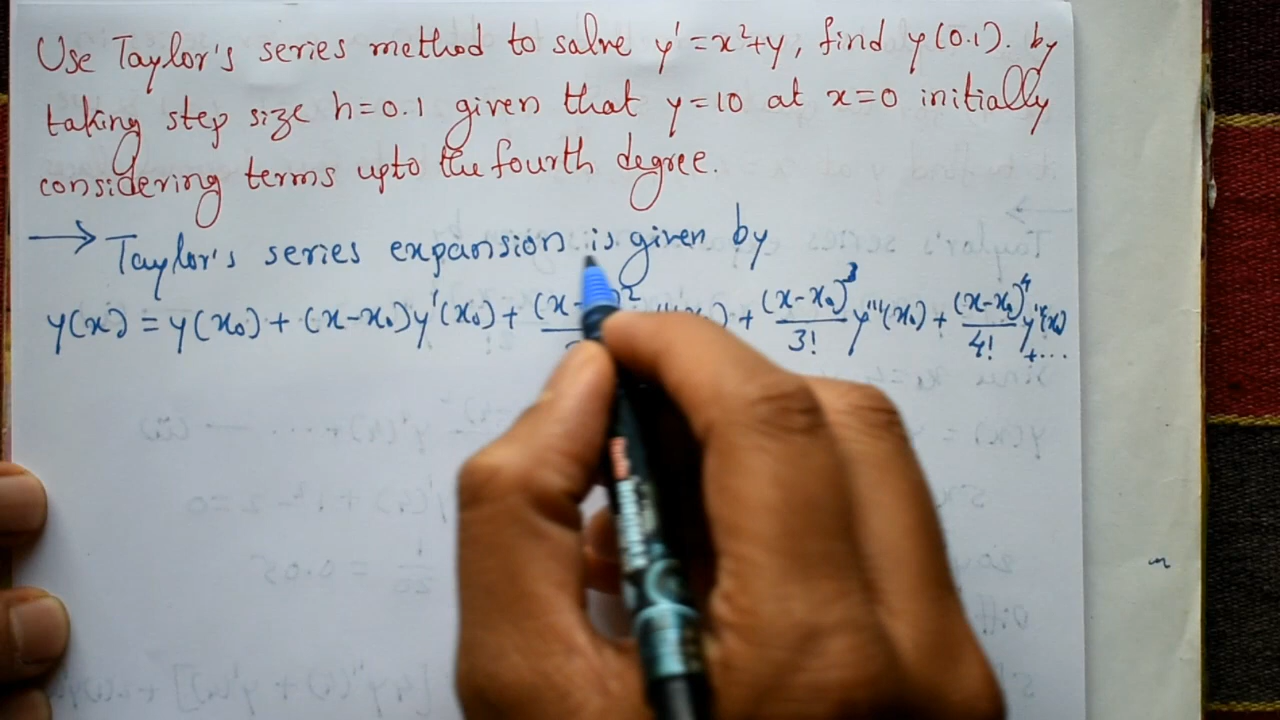 Use Taylor's series method to solve y' = x²+y, find y(0.1). by
taking step size h=0.1 given that y=10 at x=0 initially
considering terms upto the fourth degree.
→ Taylor's series expansion is given by
y(x) = y(x₀) + (x-x₀)y'(x₀) + (x- )² + (x-x₀)³/3! y'''(x₀) + (x-x₀)⁴/4! y''''(x₀) + ...